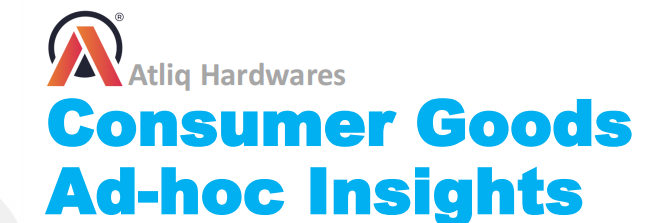 ®
Atliq Hardwares
Consumer Goods
Ad-hoc Insights